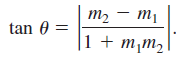 tan θ = | (m₂ − m₁) / (1 + m₁m₂) |.